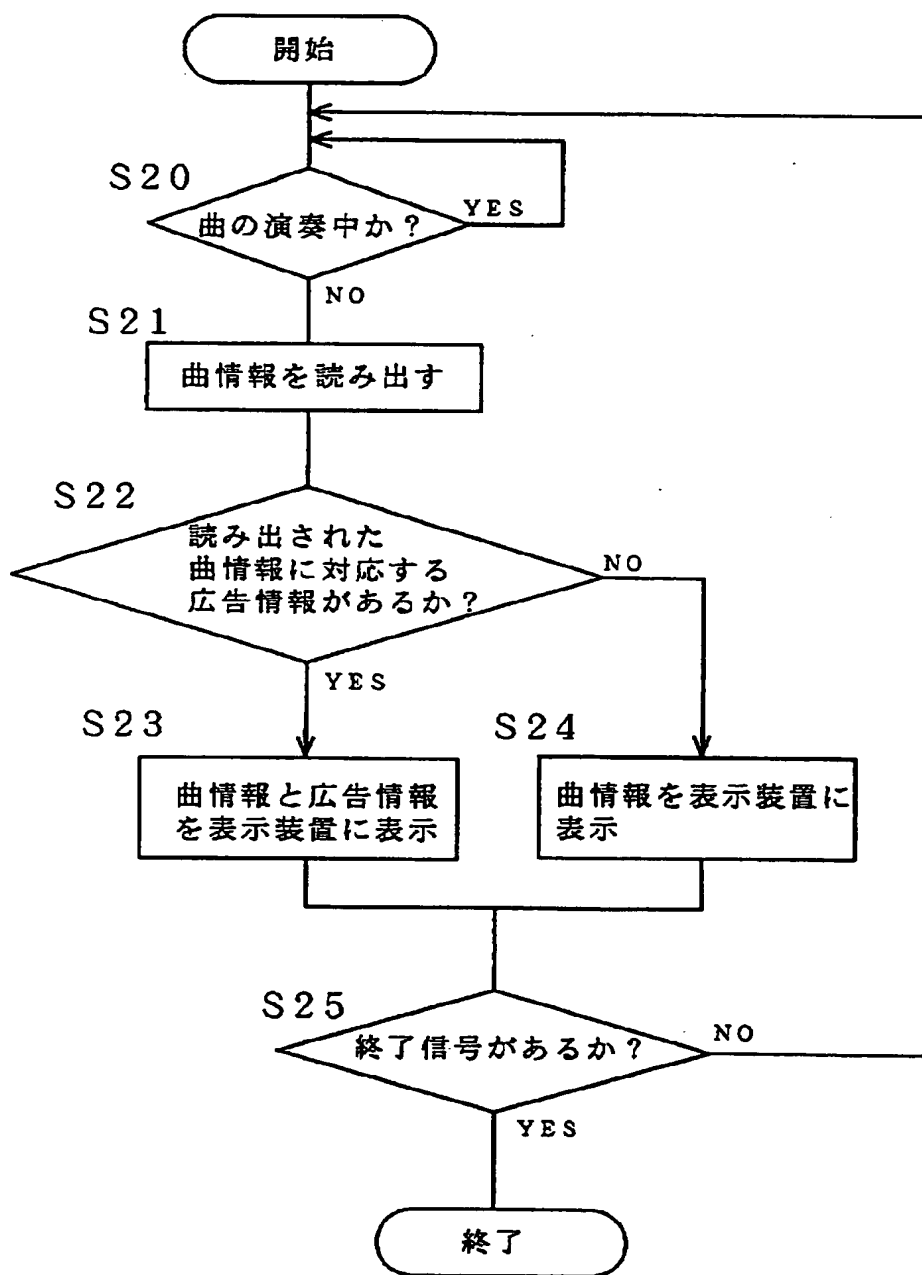 開始
S20
曲の演奏中か?
YES
NO
S21
曲情報を読み出す
S22
読み出された
曲情報に対応する
広告情報があるか?
NO
YES
S23
曲情報と広告情報
を表示装置に表示
S24
曲情報を表示装置に
表示
S25
終了信号があるか?
NO
YES
終了